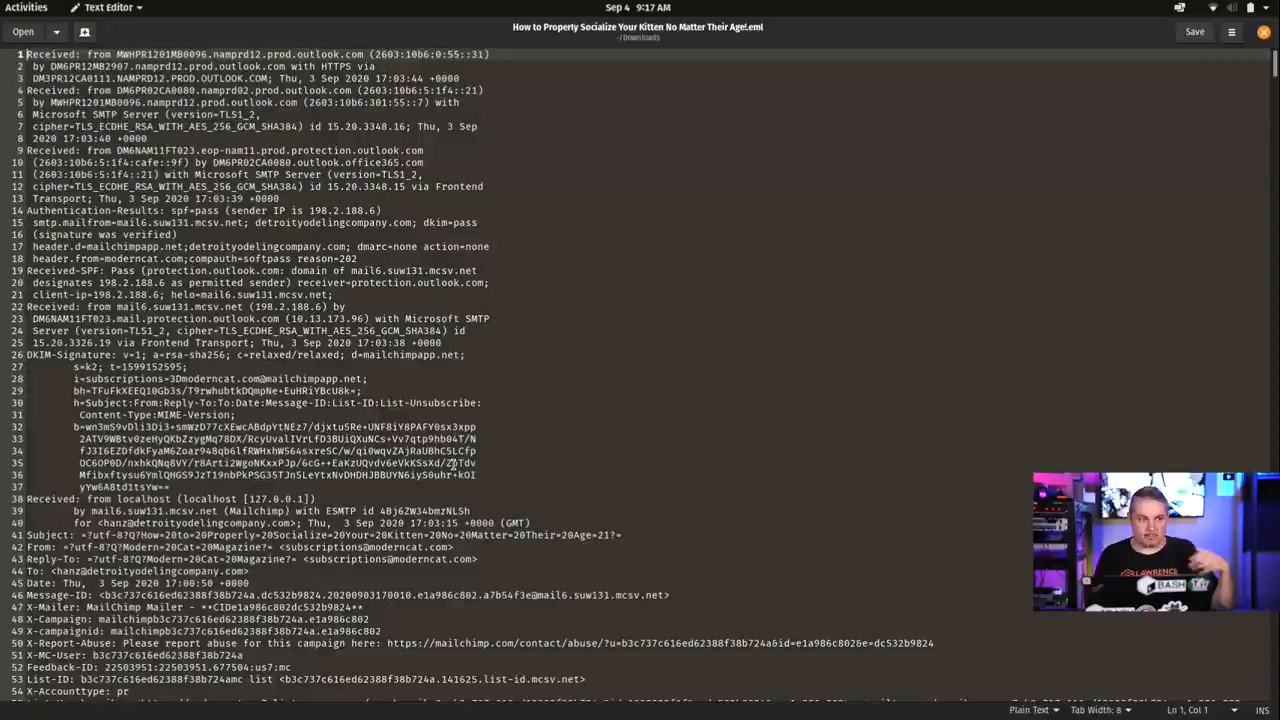 Activities
Text Editor
Sep 4 9:17 AM
Open
How to Properly Socialize Your Kitten No Matter Their Age!.eml
~/Downloads
Save
1 Received: from MWHPR1201MB0096.namprd12.prod.outlook.com (2603:10b6:0:55::31)
2 by DM6PR12MB2907.namprd12.prod.outlook.com with HTTPS via
3 DM3PR12CA0111.NAMPRD12.PROD.OUTLOOK.COM; Thu, 3 Sep 2020 17:03:44 +0000
4 Received: from DM6PR02CA0080.namprd02.prod.outlook.com (2603:10b6:5:1f4::21)
5 by MWHPR1201MB0096.namprd12.prod.outlook.com (2603:10b6:301:55::7) with
6 Microsoft SMTP Server (version=TLS1_2,
7 cipher=TLS_ECDHE_RSA_WITH_AES_256_GCM_SHA384) id 15.20.3348.16; Thu, 3 Sep
8 2020 17:03:40 +0000
9 Received: from DM6NAM11FT023.eop-nam11.prod.protection.outlook.com
10 (2603:10b6:5:1f4:cafe::9f) by DM6PR02CA0080.outlook.office365.com
11 (2603:10b6:5:1f4::21) with Microsoft SMTP Server (version=TLS1_2,
12 cipher=TLS_ECDHE_RSA_WITH_AES_256_GCM_SHA384) id 15.20.3348.15 via Frontend
13 Transport; Thu, 3 Sep 2020 17:03:39 +0000
14 Authentication-Results: spf=pass (sender IP is 198.2.188.6)
15 smtp.mailfrom=mail6.suw131.mcsv.net; detroityodelingcompany.com; dkim=pass
16 (signature was verified)
17 header.d=mailchimpapp.net;detroityodelingcompany.com; dmarc=none action=none
18 header.from=moderncat.com;compauth=softpass reason=202
19 Received-SPF: Pass (protection.outlook.com: domain of mail6.suw131.mcsv.net
20 designates 198.2.188.6 as permitted sender) receiver=protection.outlook.com;
21 client-ip=198.2.188.6; helo=mail6.suw131.mcsv.net;
22 Received: from mail6.suw131.mcsv.net (198.2.188.6) by
23 DM6NAM11FT023.mail.protection.outlook.com (10.13.173.96) with Microsoft SMTP
24 Server (version=TLS1_2, cipher=TLS_ECDHE_RSA_WITH_AES_256_GCM_SHA384) id
25 15.20.3326.19 via Frontend Transport; Thu, 3 Sep 2020 17:03:38 +0000
26 DKIM-Signature: v=1; a=rsa-sha256; c=relaxed/relaxed; d=mailchimpapp.net;
27 s=k2; t=1599152595;
28 i=subscriptions=3Dmoderncat.com@mailchimpapp.net;
29 bh=TFuFkXEEQ10Gb3s/T9rwhubtkDQmpNe+EuHRiYBcU8k=;
30 h=Subject:From:Reply-To:To:Date:Message-ID:List-ID:List-Unsubscribe:
31 Content-Type:MIME-Version;
32 b=wn3mS9vDli3Di3+smWzD77cXEwcABdpYtNEz7/djxtu5Re+UNF8iY8PAFY0sx3xpp
33 2ATV9WBtv0zeHyQKbZzygMq78DX/RcyUvalIVrLfD3BUiQXuNCs+Vv7qtp9hb04T/N
34 fJ3I6EZDfdkFyaM6Zoar948qb6lfRWHxhW564sxreSC/w/qi0wqvZAjRaUBhC5LCfp
35 OC6OP0D/nxhkQNq8VY/r8Arti2WgoNKxxPJp/6cG++EaKzUQvdv6eVkKSsXd/
36 MfibxftysU6YmlQHGS9JzT19nbPkPSG35TJn5LeYtxNvDHDHJBBUYN6iyS0uhr+kOI
37 yYw6A8td1tsYw==
38 Received: from localhost (localhost [127.0.0.1])
39 by mail6.suw131.mcsv.net (Mailchimp) with ESMTP id 4Bj6ZW34bmzNLSh
40 for <hanz@detroityodelingcompany.com>; Thu, 3 Sep 2020 17:03:15 +0000 (GMT)
41 Subject: =?utf-8?Q?How=20to=20Properly=20Socialize=20Your=20Kitten=20No=20Matter=20Their=20Age=21?=
42 From: =?utf-8?Q?Modern=20Cat=20Magazine?= <subscriptions@moderncat.com>
43 Reply-To: =?utf-8?Q?Modern=20Cat=20Magazine?= <subscriptions@moderncat.com>
44 To: <hanz@detroityodelingcompany.com>
45 Date: Thu, 3 Sep 2020 17:00:50 +0000
46 Message-ID: <b3c737c616ed62388f38b724a.dc532b9824.20200903170010.e1a986c802.a7b54f3e@mail6.suw131.mcsv.net>
47 X-Mailer: MailChimp Mailer - **CIDe1a986c802dc532b9824**
48 X-Campaign: mailchimpb3c737c616ed62388f38b724a.e1a986c802
49 X-campaignid: mailchimpb3c737c616ed62388f38b724a.e1a986c802
50 X-Report-Abuse: Please report abuse for this campaign here: https://mailchimp.com/contact/abuse/?u=b3c737c616ed62388f38b724a&id=e1a986c802&e=dc532b9824
51 X-MC-User: b3c737c616ed62388f38b724a
52 Feedback-ID: 22503951:22503951.677504:us7:mc
53 List-ID: b3c737c616ed62388f38b724amc list <b3c737c616ed62388f38b724a.141625.list-id.mcsv.net>
54 X-Accounttype: pr
LAWRENCE
BASH
Plain Text
Tab Width: 8
Ln 1, Col 1
INS